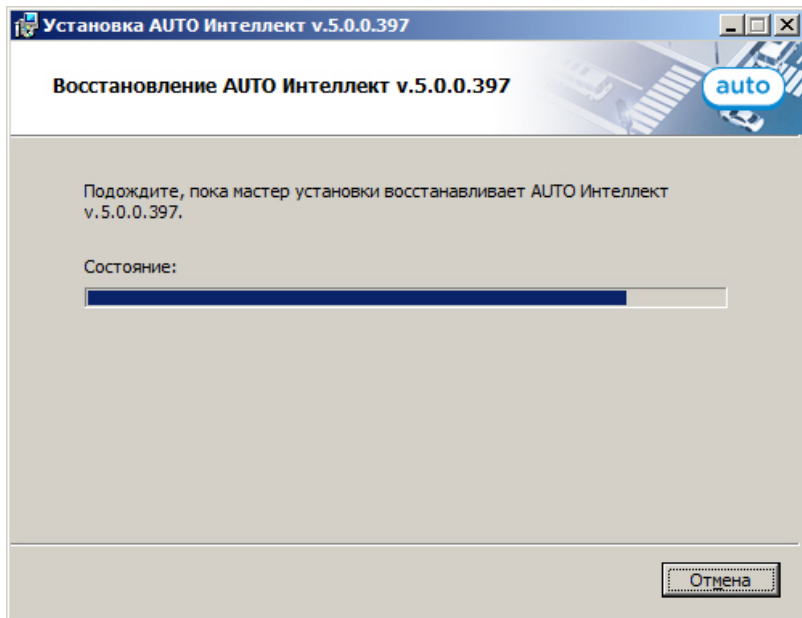 Установка AUTO Интеллект v.5.0.0.397
Восстановление AUTO Интеллект v.5.0.0.397
auto
Подождите, пока мастер установки восстанавливает AUTO Интеллект
v.5.0.0.397.
Состояние:
Отмена